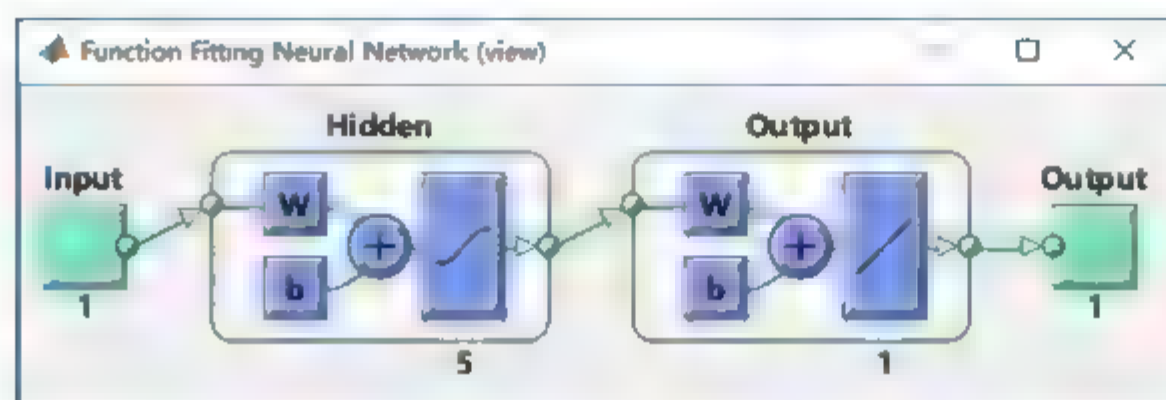 Function Fitting Neural Network (view)
Hidden
Output
Input
Output
W
W
+
+
b
b
1
1
5
1